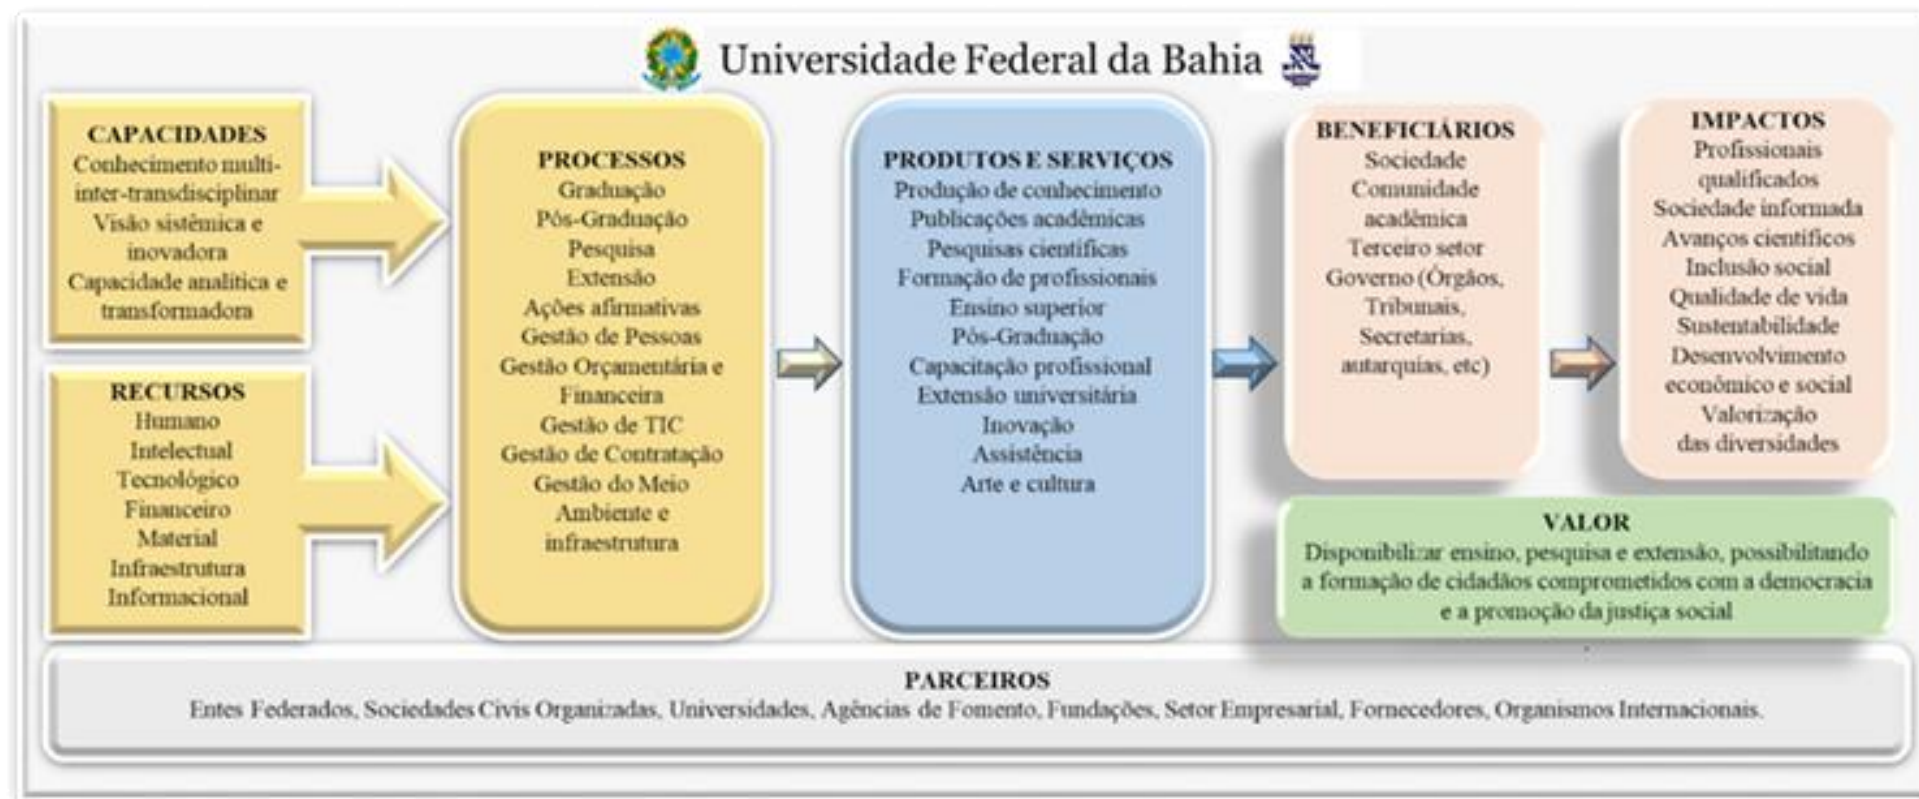 Universidade Federal da Bahia
CAPACIDADES
Conhecimento multi-
inter-transdisciplinar
Visão sistêmica e
inovadora
Capacidade analítica e
transformadora
RECURSOS
Humano
Intelectual
Tecnológico
Financeiro
Material
Infraestrutura
Informacional
PROCESSOS
Graduação
Pós-Graduação
Pesquisa
Extensão
Ações afirmativas
Gestão de Pessoas
Gestão Orçamentária e
Financeira
Gestão de TIC
Gestão de Contratação
Gestão do Meio
Ambiente e
infraestrutura
PRODUTOS E SERVIÇOS
Produção de conhecimento
Publicações acadêmicas
Pesquisas científicas
Formação de profissionais
Ensino superior
Pós-Graduação
Capacitação profissional
Extensão universitária
Inovação
Assistência
Arte e cultura
BENEFICIÁRIOS
Sociedade
Comunidade
acadêmica
Terceiro setor
Governo (Órgãos,
Tribunais,
Secretarias,
autarquias, etc)
IMPACTOS
Profissionais
qualificados
Sociedade informada
Avanços científicos
Inclusão social
Qualidade de vida
Sustentabilidade
Desenvolvimento
econômico e social
Valorização
das diversidades
VALOR
Disponibilizar ensino, pesquisa e extensão, possibilitando
a formação de cidadãos comprometidos com a democracia
e a promoção da justiça social
PARCEIROS
Entes Federados, Sociedades Civis Organizadas, Universidades, Agências de Fomento, Fundações, Setor Empresarial, Fornecedores, Organismos Internacionais.